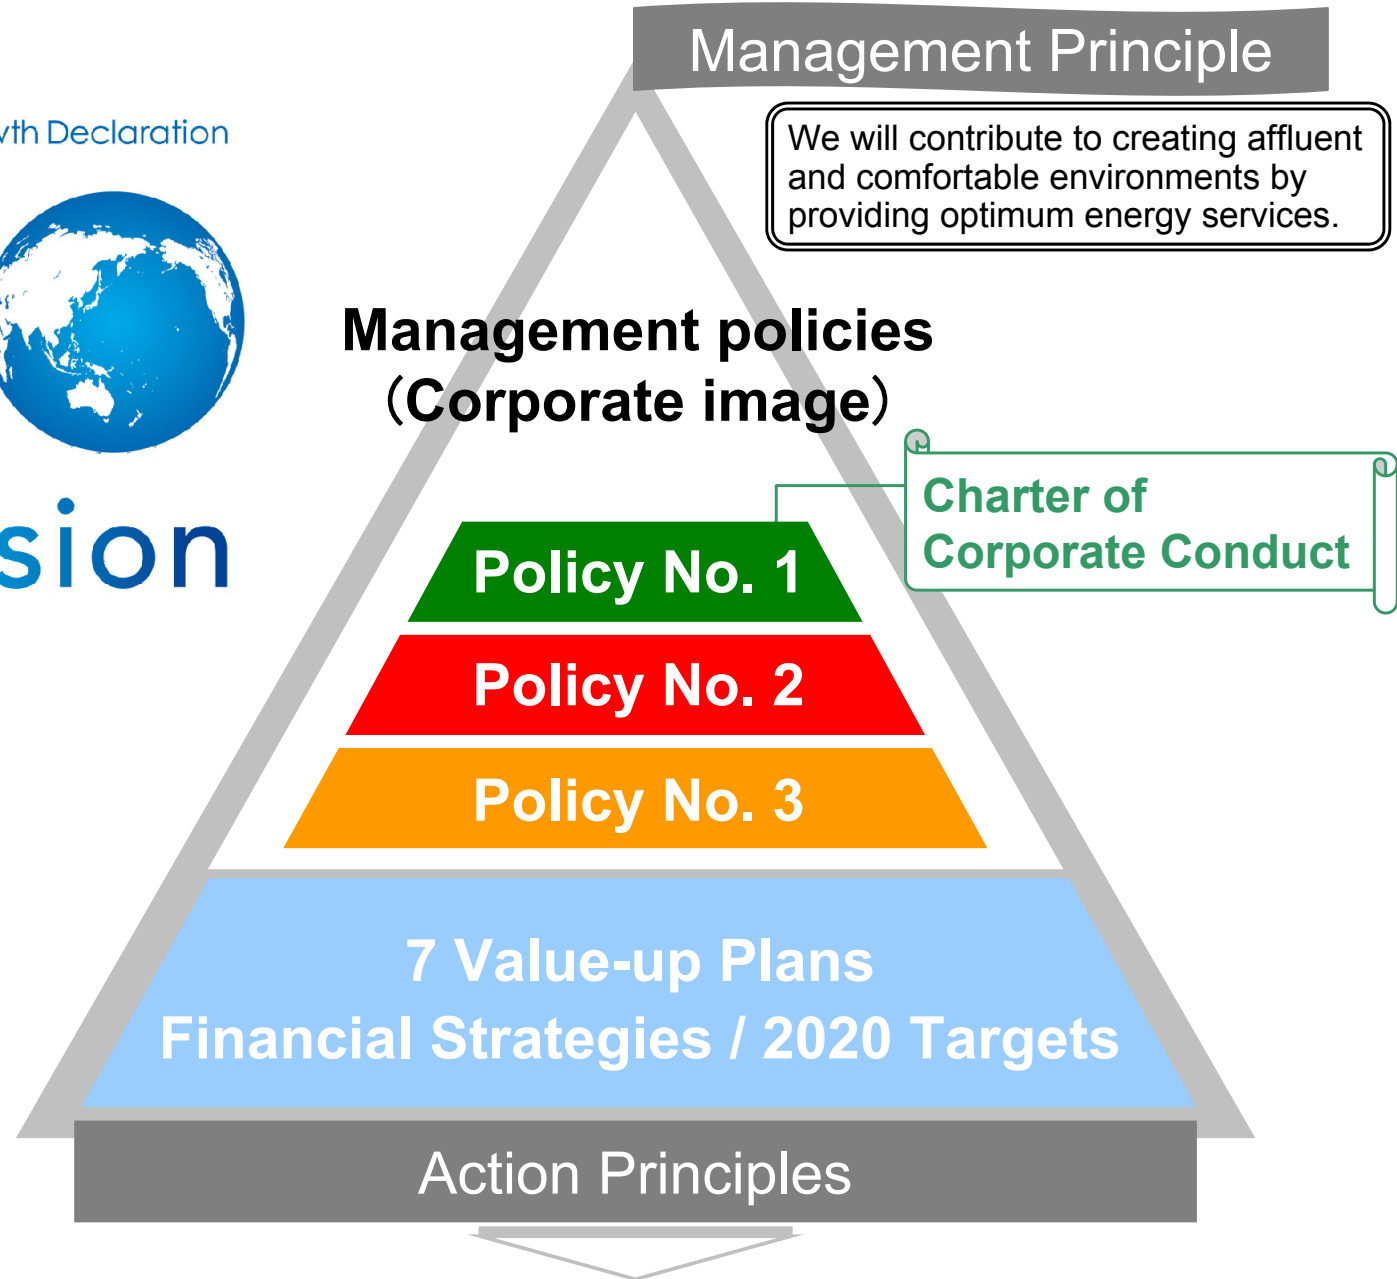 Management Principle
wth Declaration
We will contribute to creating affluent
and comfortable environments by
providing optimum energy services.
Management policies
（Corporate image）
Charter of
Corporate Conduct
sion
Policy No. 1
Policy No. 2
Policy No. 3
7 Value-up Plans
Financial Strategies / 2020 Targets
Action Principles